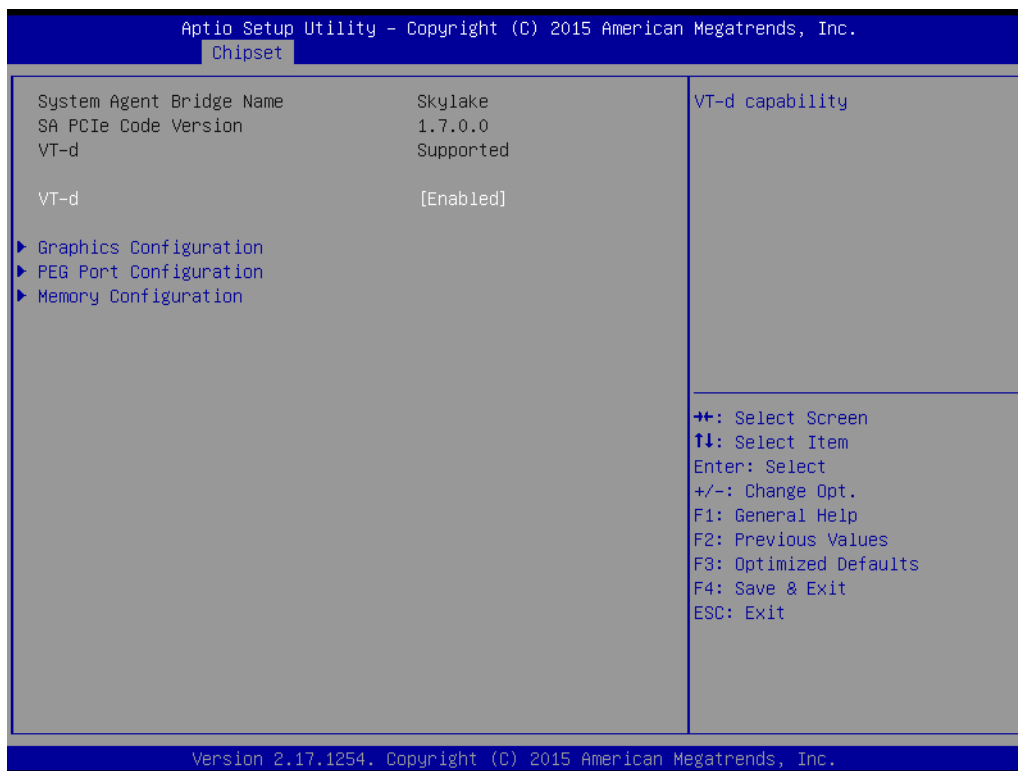 Aptio Setup Utility – Copyright (C) 2015 American Megatrends, Inc.
Chipset
System Agent Bridge Name Skylake
SA PCIe Code Version 1.7.0.0
VT-d Supported
VT-d [Enabled]
▶ Graphics Configuration
▶ PEG Port Configuration
▶ Memory Configuration
VT-d capability
→←: Select Screen
↑↓: Select Item
Enter: Select
+/-: Change Opt.
F1: General Help
F2: Previous Values
F3: Optimized Defaults
F4: Save & Exit
ESC: Exit
Version 2.17.1254. Copyright (C) 2015 American Megatrends, Inc.